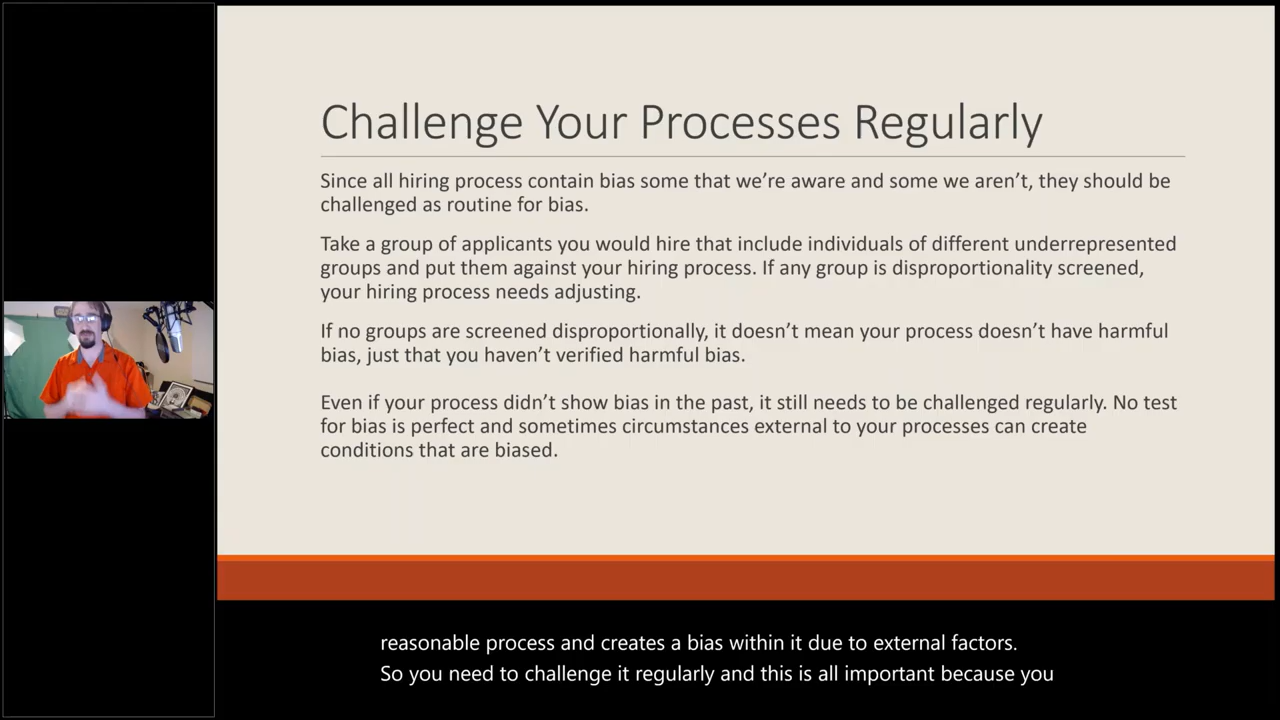 Challenge Your Processes Regularly
Since all hiring process contain bias some that we’re aware and some we aren’t, they should be
challenged as routine for bias.
Take a group of applicants you would hire that include individuals of different underrepresented
groups and put them against your hiring process. If any group is disproportionality screened,
your hiring process needs adjusting.
If no groups are screened disproportionally, it doesn’t mean your process doesn’t have harmful
bias, just that you haven’t verified harmful bias.
Even if your process didn’t show bias in the past, it still needs to be challenged regularly. No test
for bias is perfect and sometimes circumstances external to your processes can create
conditions that are biased.
reasonable process and creates a bias within it due to external factors.
So you need to challenge it regularly and this is all important because you